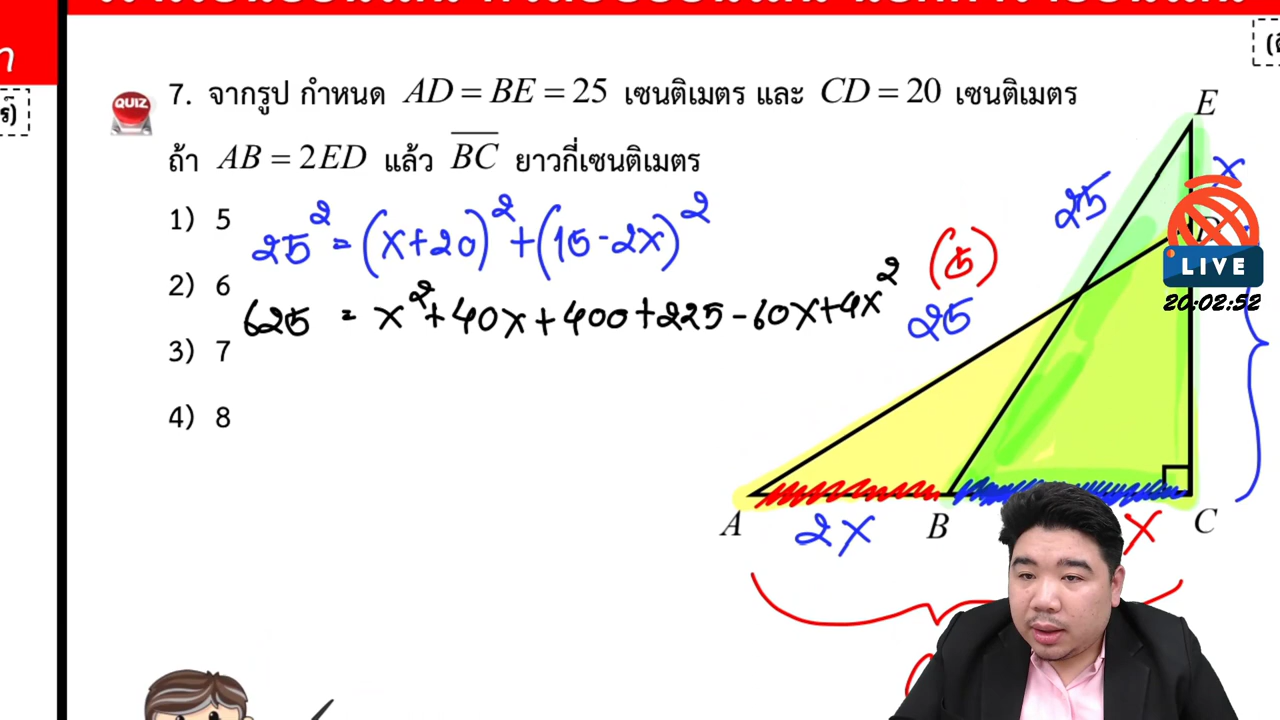 QUIZ
7. จากรูป กำหนด AD = BE = 25 เซนติเมตร และ CD = 20 เซนติเมตร
ถ้า AB = 2ED แล้ว BC ยาวกี่เซนติเมตร
1) 5
2) 6
3) 7
4) 8
25² = (x+20)² + (15-2x)²
625 = x² + 40x + 400 + 225 - 60x + 4x²
(5)
25
25
E
x
D
LIVE
20:02:52
A
2x
B
x
C